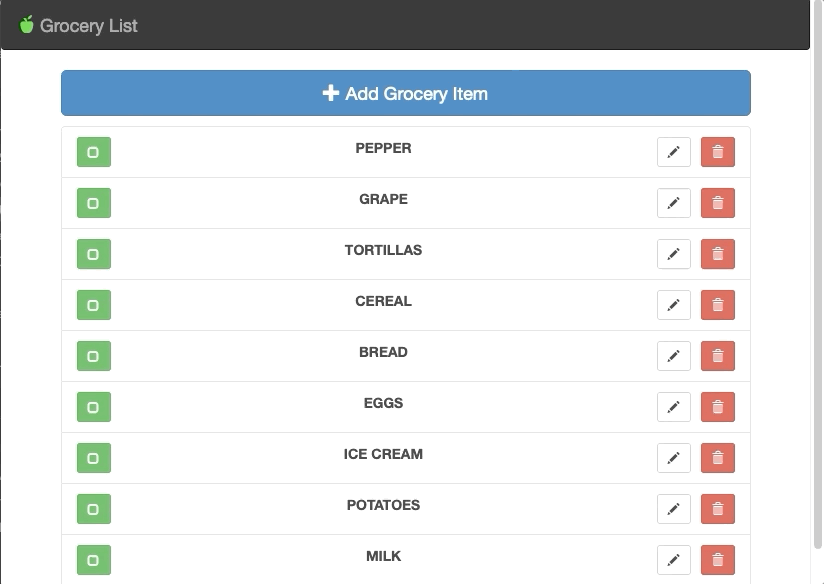 Grocery List
Add Grocery Item
PEPPER
GRAPE
TORTILLAS
CEREAL
BREAD
EGGS
ICE CREAM
POTATOES
MILK